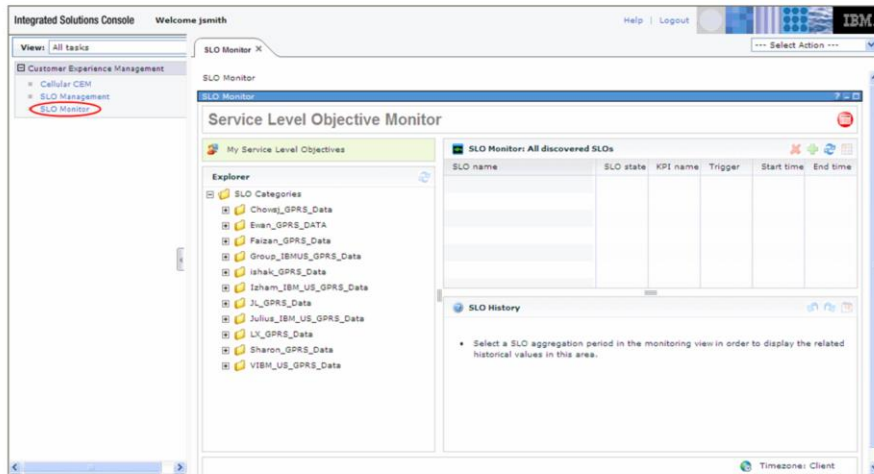 Integrated Solutions Console Welcome jsmith Help | Logout IBM.
View: All tasks
SLO Monitor X
--- Select Action ---
Customer Experience Management
Cellular CEM
SLO Management
SLO Monitor
SLO Monitor
SLO Monitor
Service Level Objective Monitor
My Service Level Objectives
Explorer
SLO Categories
Chowsj_GPRS_Data
Ewan_GPRS_DATA
Faizan_GPRS_Data
Group_IBMUS_GPRS_Data
ishak_GPRS_Data
Izham_IBM_US_GPRS_Data
JL_GPRS_Data
Julius_IBM_US_GPRS_Data
LX_GPRS_Data
Sharon_GPRS_Data
VIBM_US_GPRS_Data
SLO Monitor: All discovered SLOs
SLO name SLO state KPI name Trigger Start time End time
SLO History
Select a SLO aggregation period in the monitoring view in order to display the related
historical values in this area.
Timezone: Client